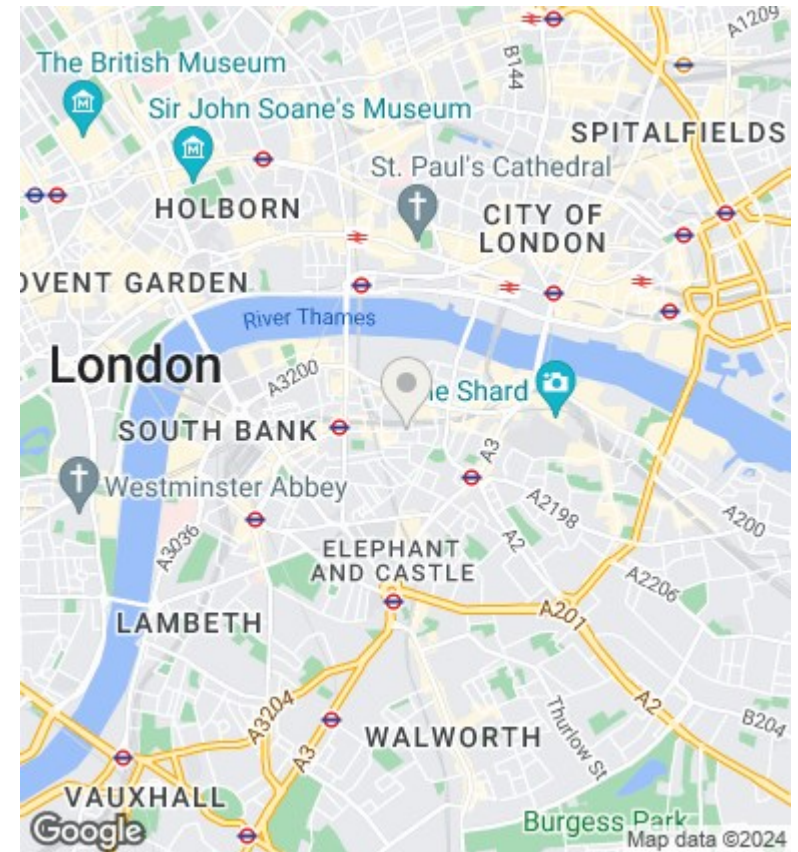 A1209
B144
The British Museum
Sir John Soane's Museum
SPITALFIELDS
St. Paul's Cathedral
HOLBORN
CITY OF
LONDON
OVENT GARDEN
River Thames
London
A3200
ie Shard
SOUTH BANK
A3
Westminster Abbey
A2198
A200
A3036
A2
ELEPHANT
AND CASTLE
A2206
A201
LAMBETH
A3204
A2
A3
WALWORTH
Thurlow St
B204
VAUXHALL
Burgess Park
Google
Map data ©2024